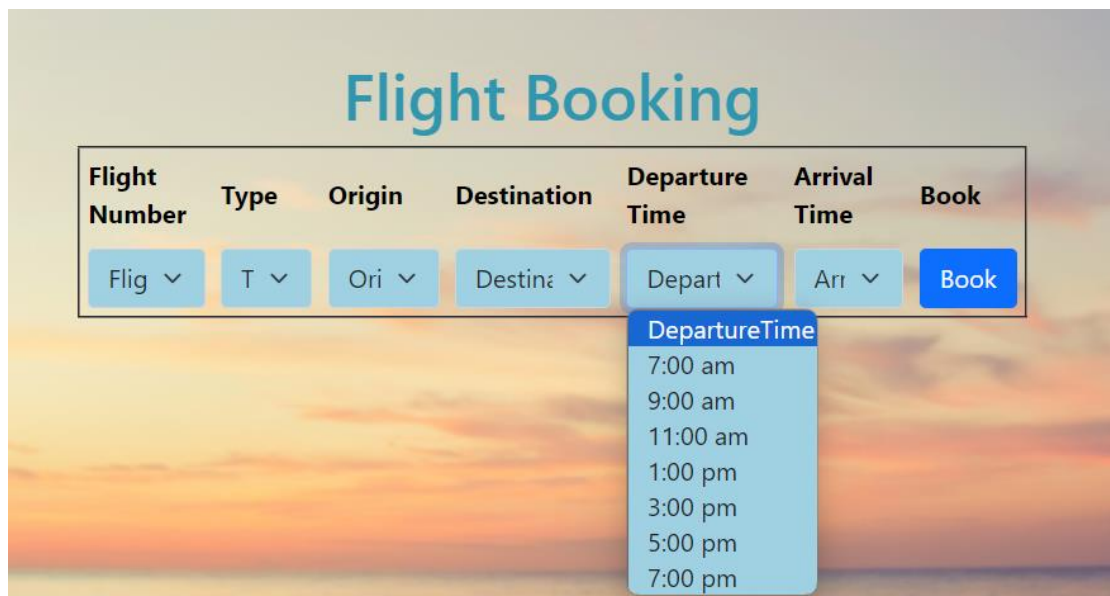 Flight Booking
Flight Number Type Origin Destination Departure Time Arrival Time Book
Flig T Ori Destina Depart Arr Book
DepartureTime
7:00 am
9:00 am
11:00 am
1:00 pm
3:00 pm
5:00 pm
7:00 pm